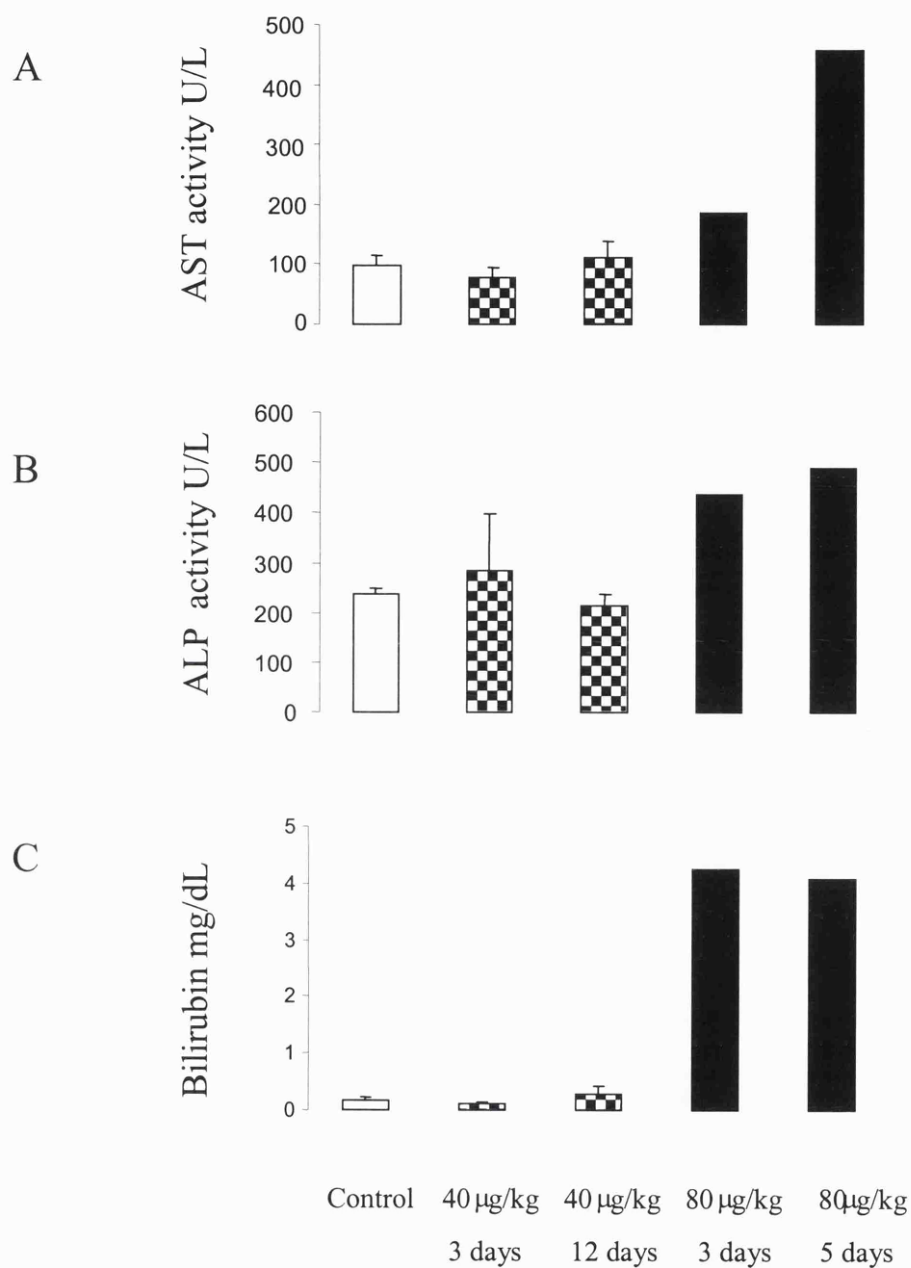 A
AST activity U/L
500
400
300
200
100
0
B
ALP activity U/L
600
500
400
300
200
100
0
C
Bilirubin mg/dL
5
4
3
2
1
0
Control 40 µg/kg 40 µg/kg 80 µg/kg 80µg/kg
3 days 12 days 3 days 5 days